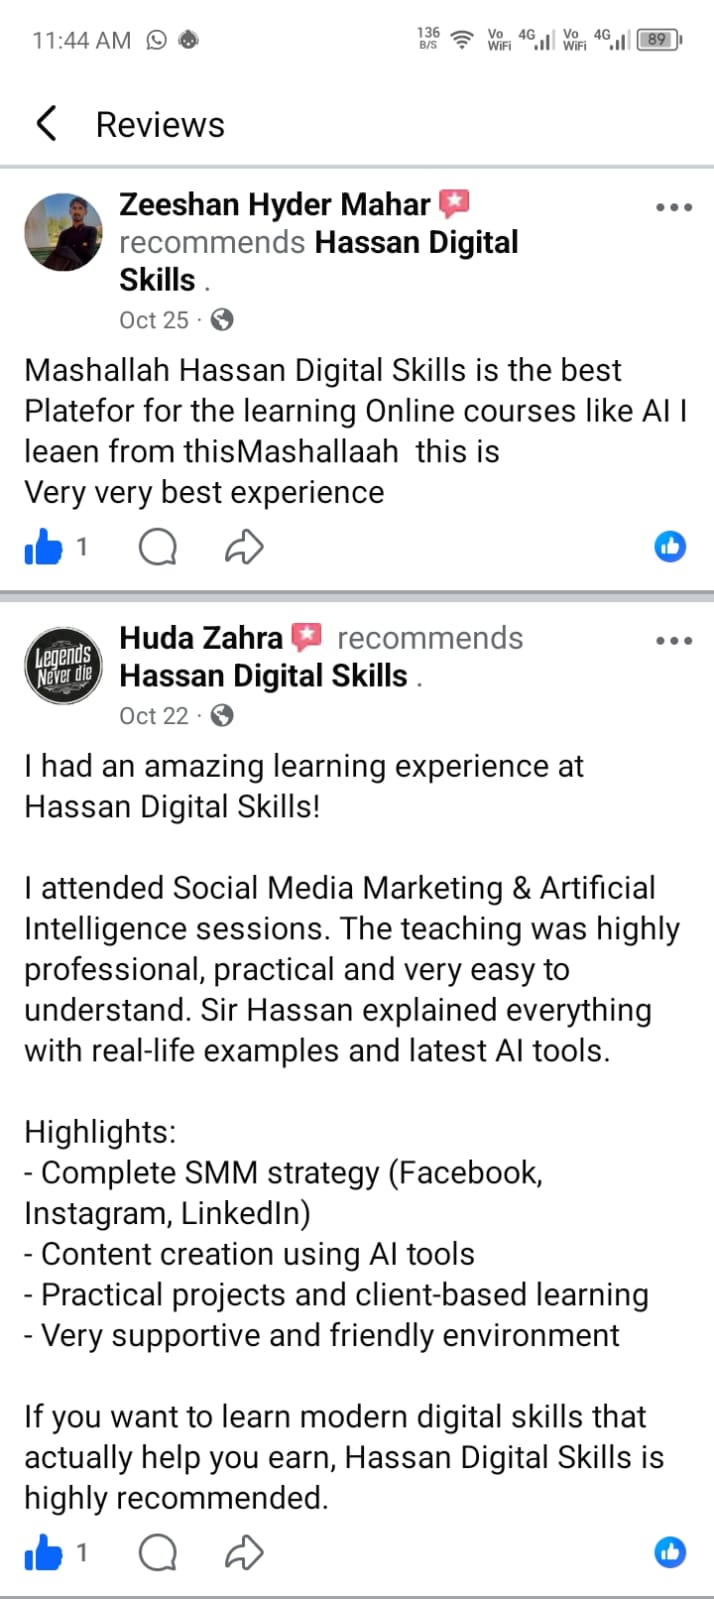 11:44 AM
136 B/S Vo WiFi 4G Vo WiFi 4G 89
Reviews
Zeeshan Hyder Mahar
recommends Hassan Digital
Skills .
Oct 25 ·
Mashallah Hassan Digital Skills is the best
Platefor for the learning Online courses like AI I
leaen from thisMashallaah  this is
Very very best experience
1
Legends
Never die
Huda Zahra recommends
Hassan Digital Skills .
Oct 22 ·
I had an amazing learning experience at
Hassan Digital Skills!
I attended Social Media Marketing & Artificial
Intelligence sessions. The teaching was highly
professional, practical and very easy to
understand. Sir Hassan explained everything
with real-life examples and latest AI tools.
Highlights:
- Complete SMM strategy (Facebook,
Instagram, LinkedIn)
- Content creation using AI tools
- Practical projects and client-based learning
- Very supportive and friendly environment
If you want to learn modern digital skills that
actually help you earn, Hassan Digital Skills is
highly recommended.
1